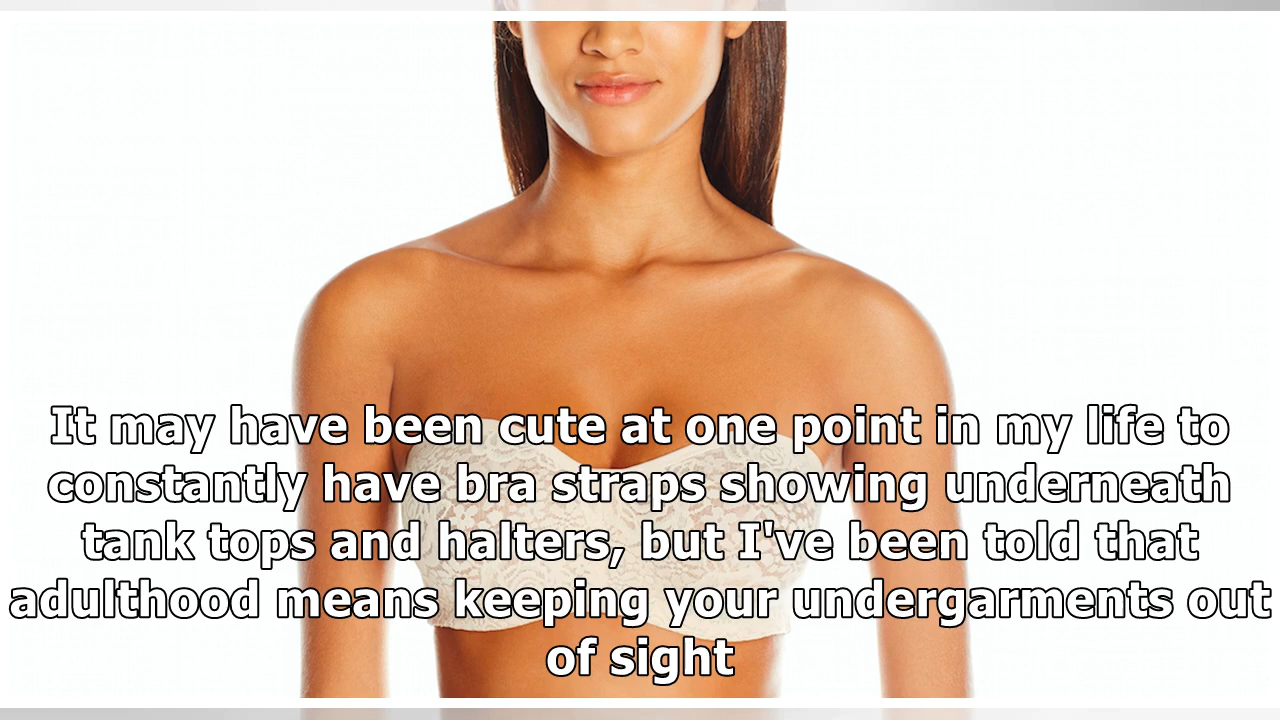 It may have been cute at one point in my life to
constantly have bra straps showing underneath
tank tops and halters, but I've been told that
adulthood means keeping your undergarments out
of sight